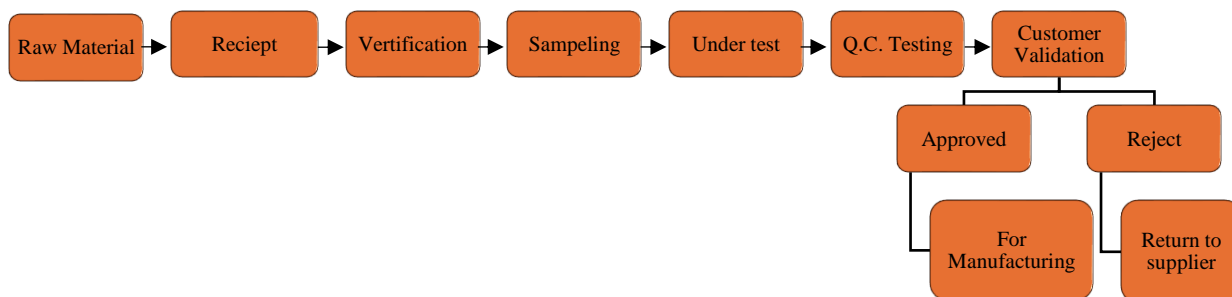 Raw Material
Reciept
Vertification
Sampeling
Under test
Q.C. Testing
Customer
Validation
Approved
Reject
For
Manufacturing
Return to
supplier